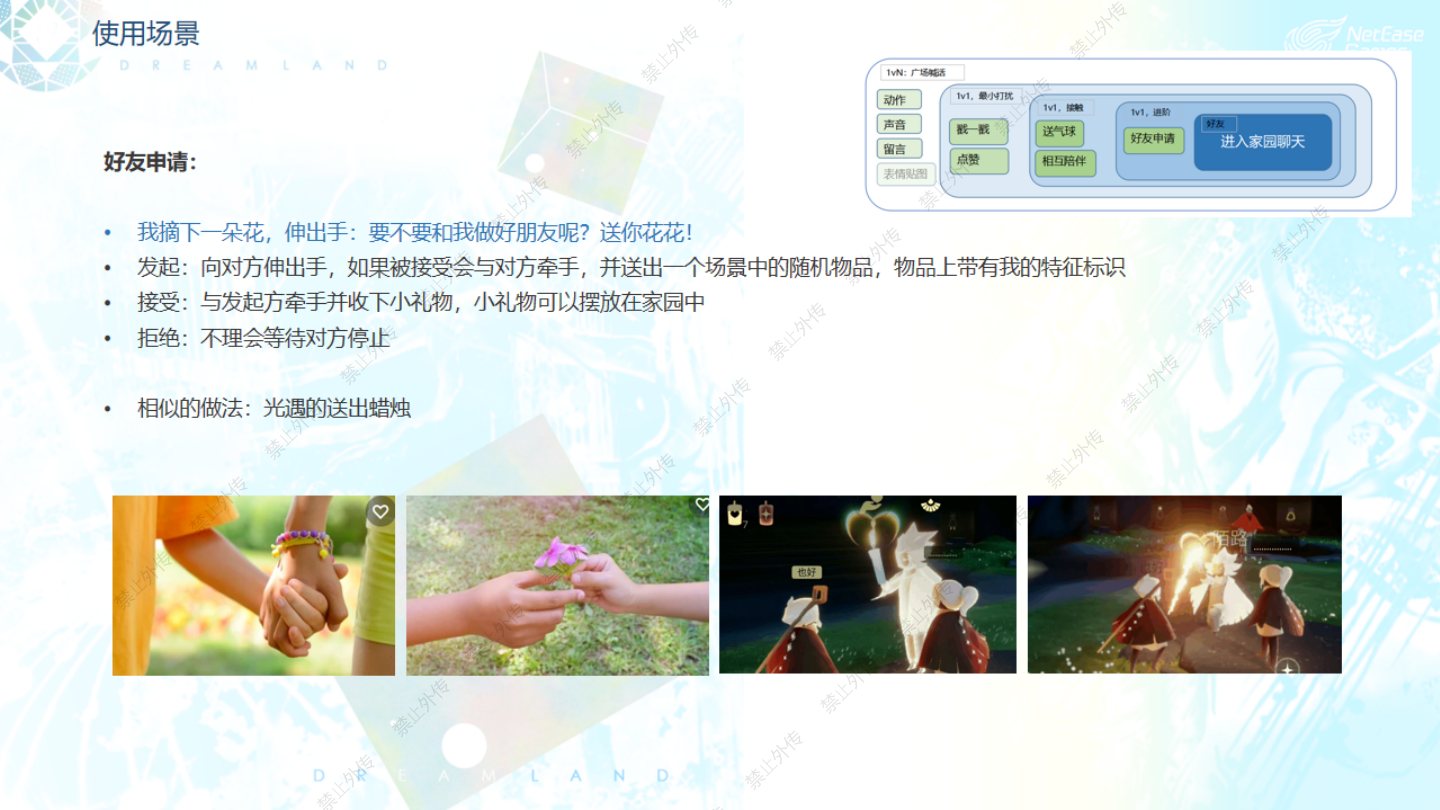 使用场景
DREAMLAND
NetEase
Games
1vN：广场喊话
动作
声音
留言
表情贴图
1v1，最小打扰
戳一戳
点赞
1v1，接触
送气球
相互陪伴
1v1，进阶
好友申请
好友
进入家园聊天
好友申请：
• 我摘下一朵花，伸出手：要不要和我做好朋友呢？送你花花！
• 发起：向对方伸出手，如果被接受会与对方牵手，并送出一个场景中的随机物品，物品上带有我的特征标识
• 接受：与发起方牵手并收下小礼物，小礼物可以摆放在家园中
• 拒绝：不理会等待对方停止
• 相似的做法：光遇的送出蜡烛
7
也好
陌路
DREAMLAND
禁止外传